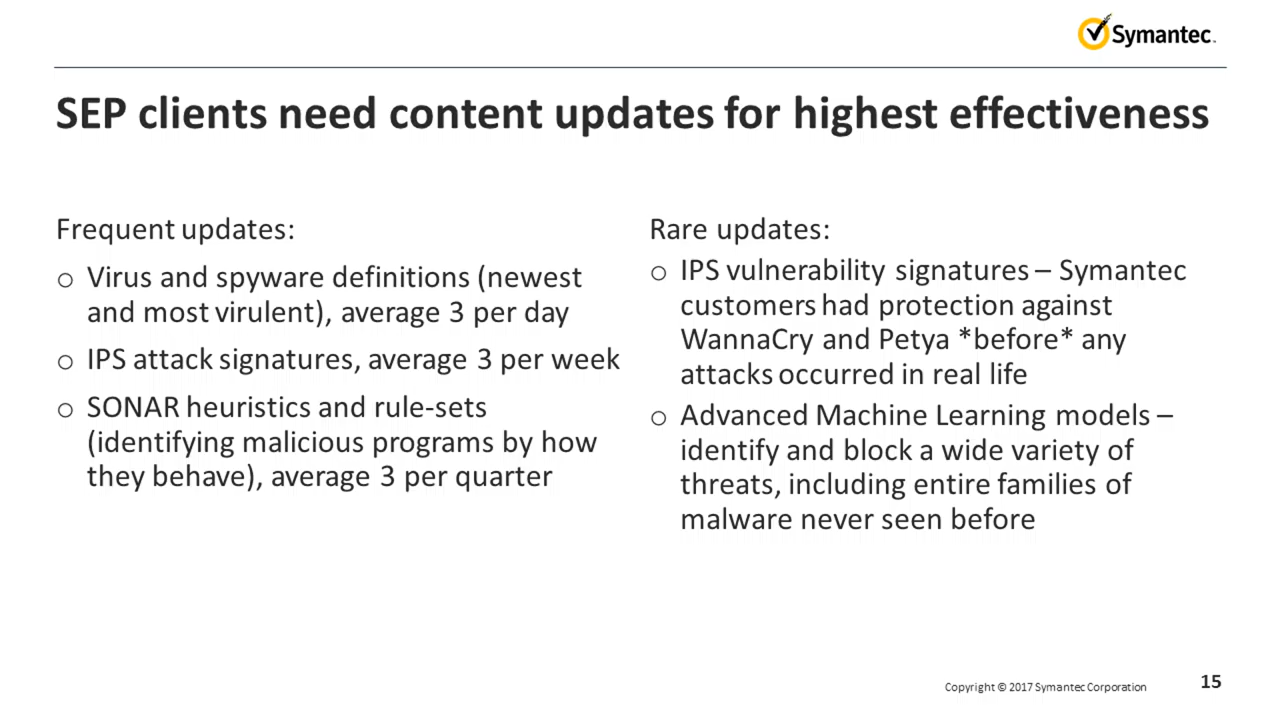 Symantec.
SEP clients need content updates for highest effectiveness
Frequent updates:
o Virus and spyware definitions (newest
and most virulent), average 3 per day
o IPS attack signatures, average 3 per week
o SONAR heuristics and rule-sets
(identifying malicious programs by how
they behave), average 3 per quarter
Rare updates:
o IPS vulnerability signatures – Symantec
customers had protection against
WannaCry and Petya *before* any
attacks occurred in real life
o Advanced Machine Learning models –
identify and block a wide variety of
threats, including entire families of
malware never seen before
Copyright © 2017 Symantec Corporation
15